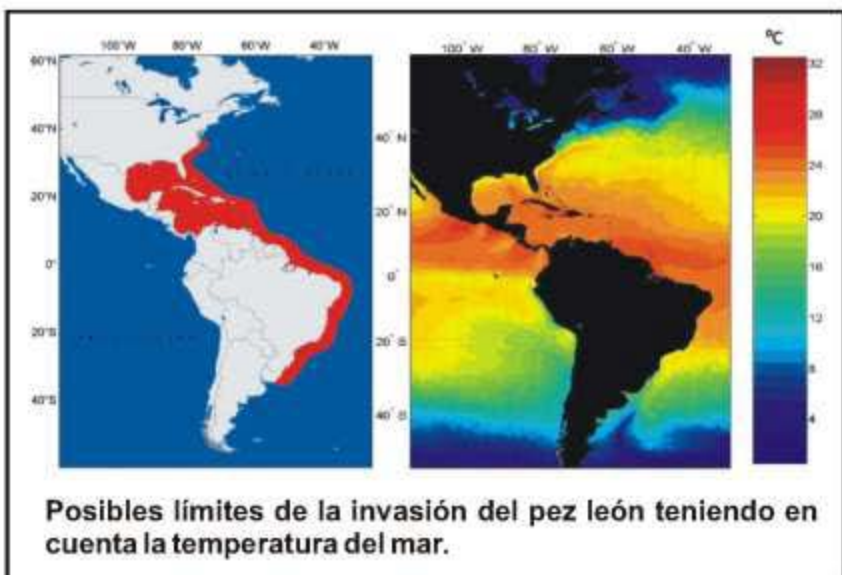 100°W 80°W 60°W 40°W
60°N
40°N
20°N
0°
20°S
40°S
100°W 80°W 60°W 40°W
40°N
20°N
0°
20°S
40°S
ºC
32
28
24
20
16
12
8
4
Posibles límites de la invasión del pez león teniendo en
cuenta la temperatura del mar.